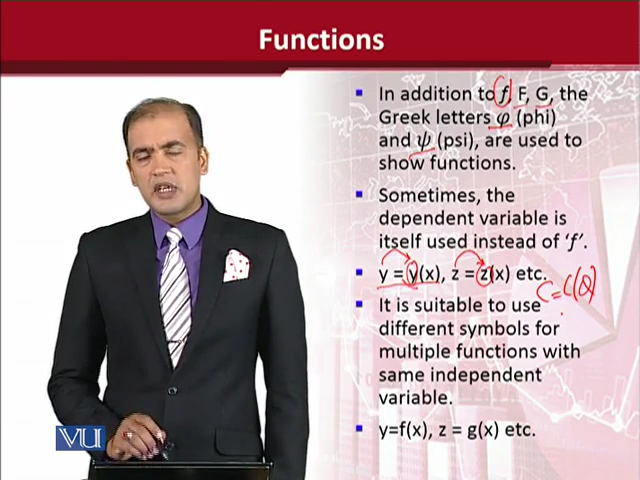 Functions
▪ In addition to f, F, G, the
Greek letters φ (phi)
and ψ (psi), are used to
show functions.
▪ Sometimes, the
dependent variable is
itself used instead of ‘f’.
▪ y = y(x), z = z(x) etc.
C = C(Q)
▪ It is suitable to use
different symbols for
multiple functions with
same independent
variable.
▪ y=f(x), z = g(x) etc.
VU